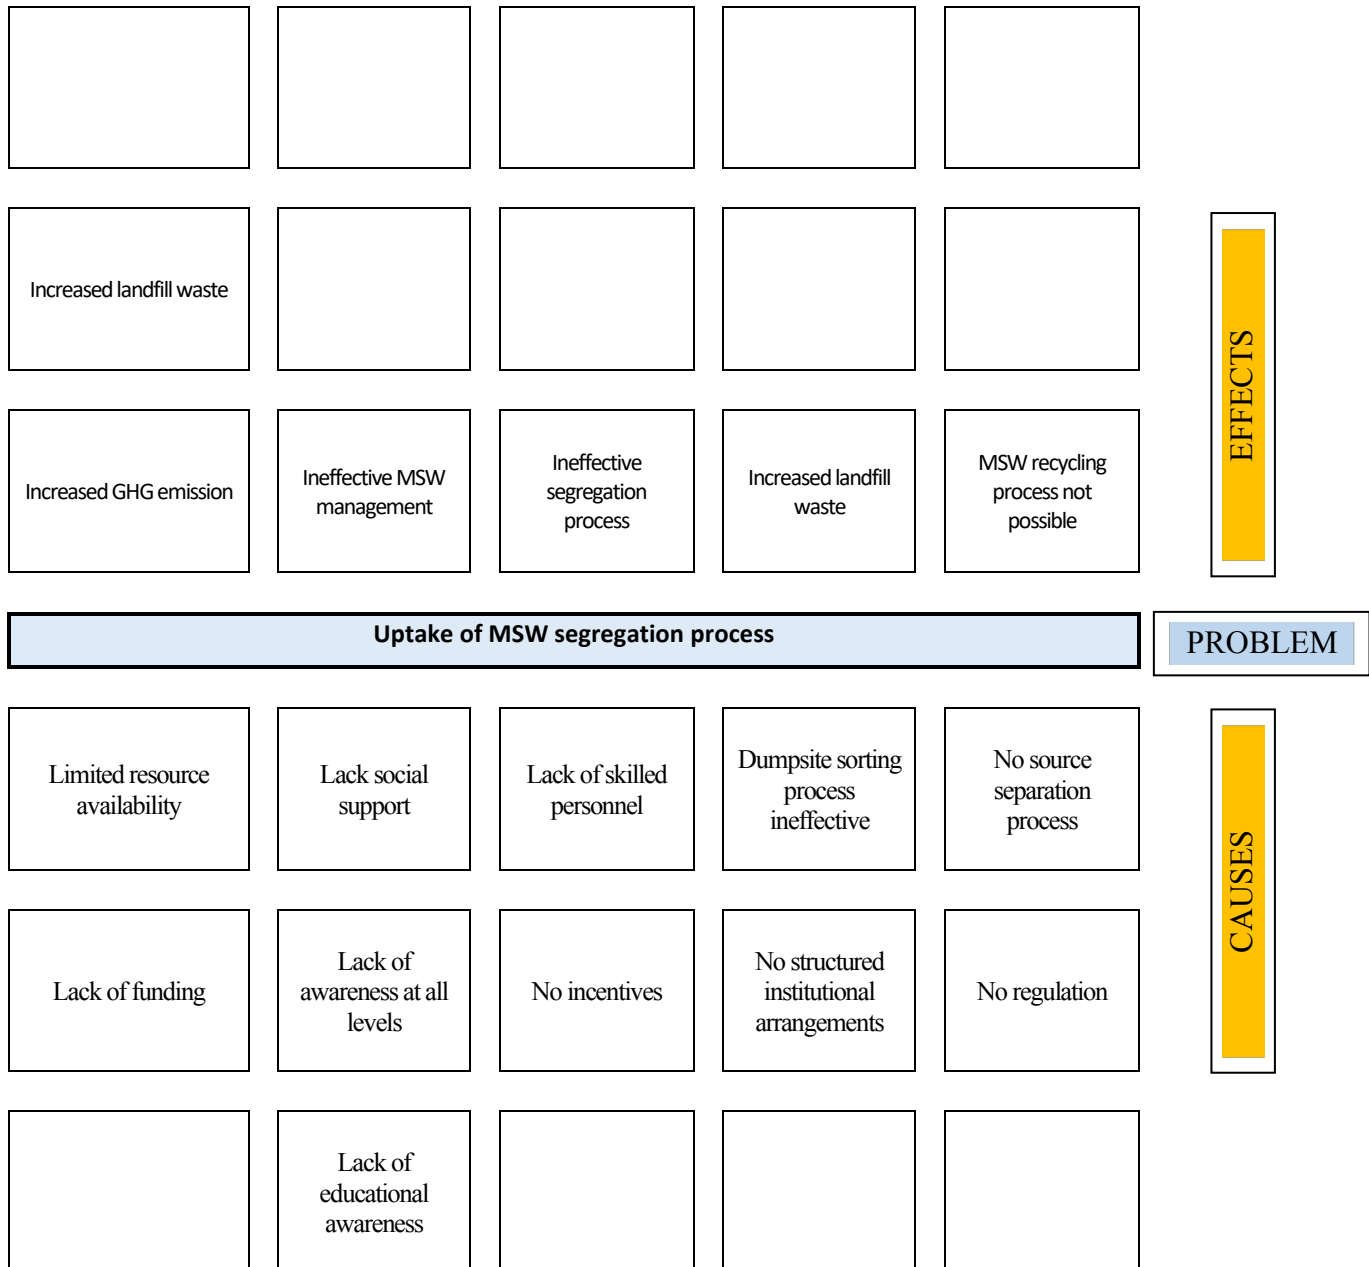 Increased landfill waste
EFFECTS
Increased GHG emission
Ineffective MSW
management
Ineffective
segregation
process
Increased landfill
waste
MSW recycling
process not
possible
Uptake of MSW segregation process
PROBLEM
Limited resource
availability
Lack social
support
Lack of skilled
personnel
Dumpsite sorting
process
ineffective
No source
separation
process
CAUSES
Lack of funding
Lack of
awareness at all
levels
No incentives
No structured
institutional
arrangements
No regulation
Lack of
educational
awareness